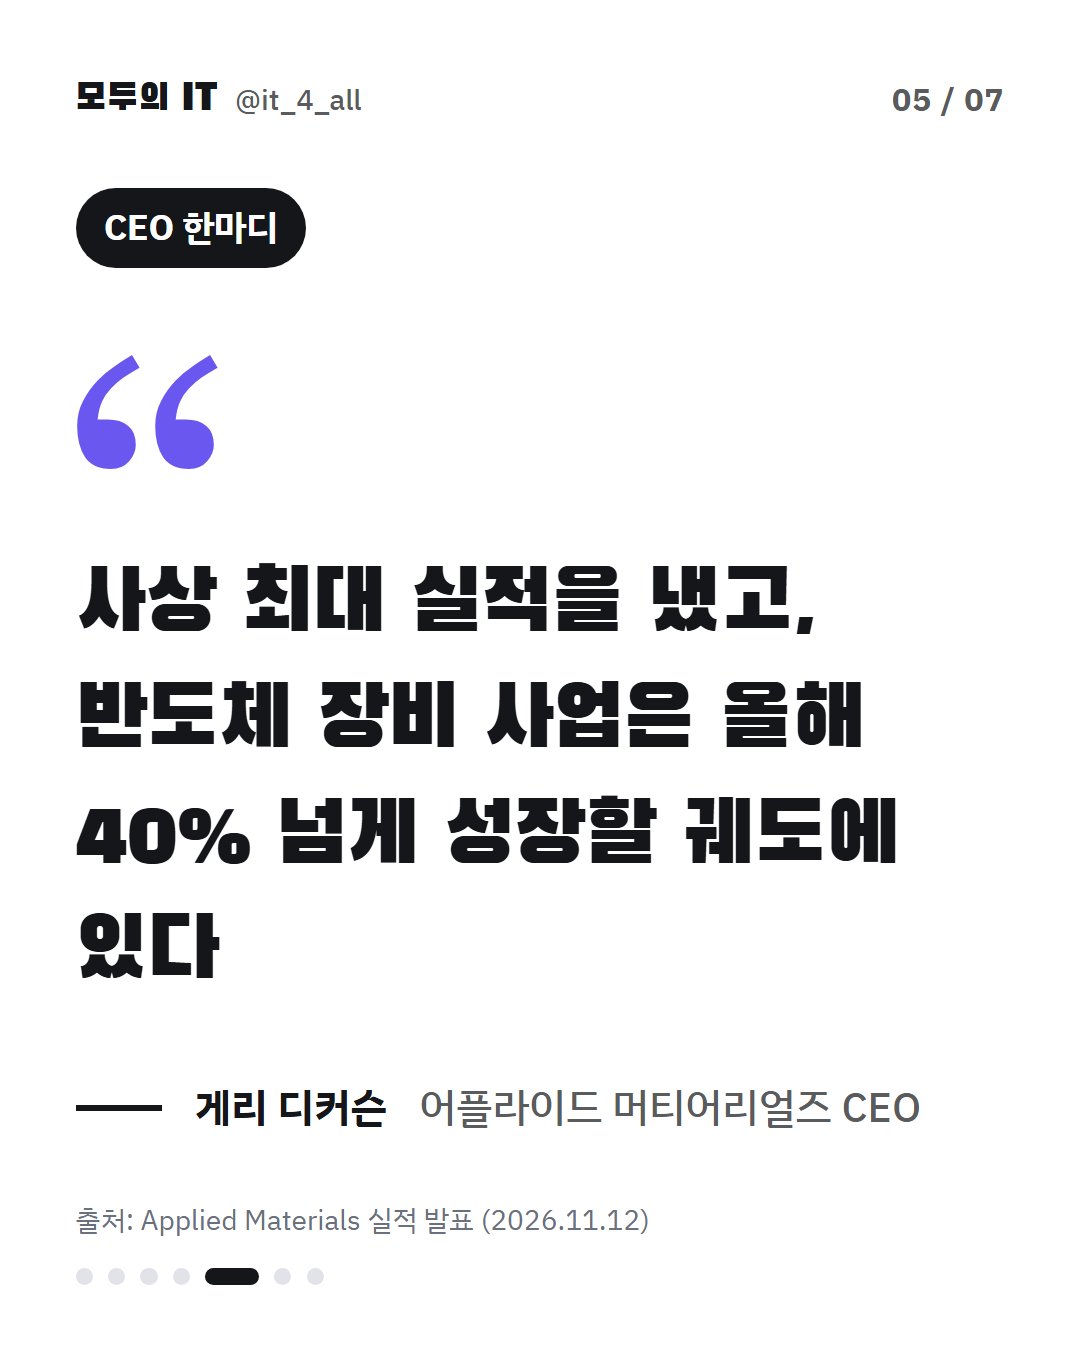 모두의 IT @it_4_all 05 / 07
CEO 한마디
“
사상 최대 실적을 냈고,
반도체 장비 사업은 올해
40% 넘게 성장할 궤도에
있다
게리 디커슨 어플라이드 머티어리얼즈 CEO
출처: Applied Materials 실적 발표 (2026.11.12)